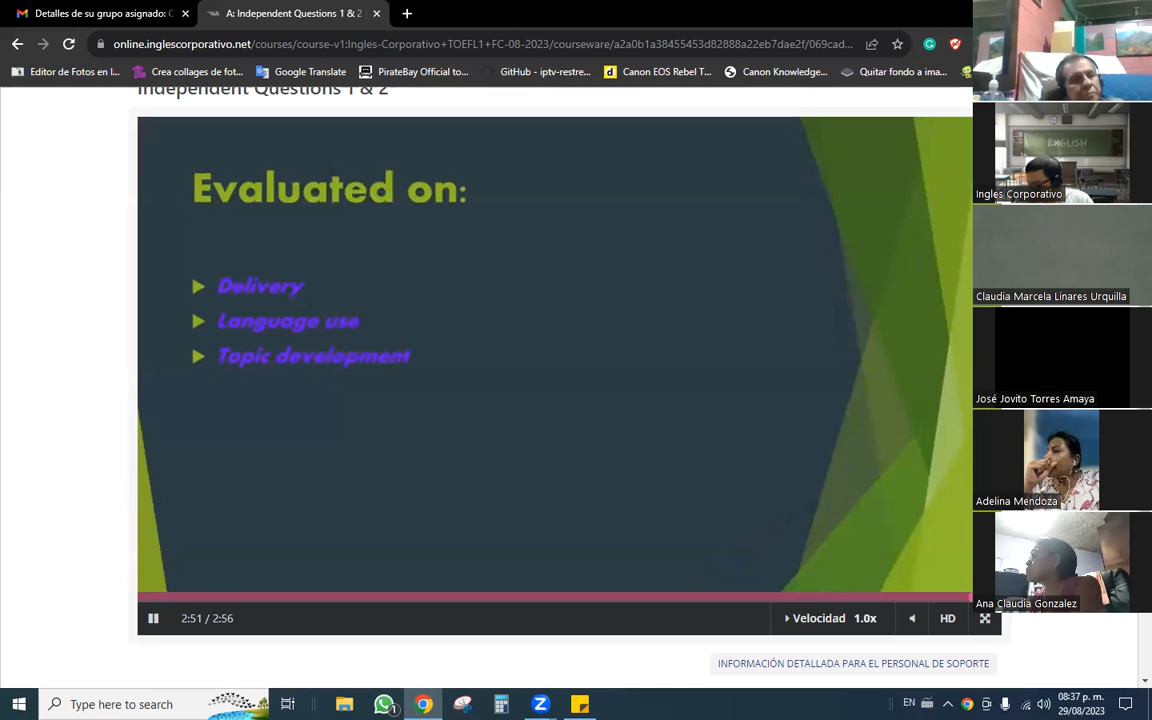 Detalles de su grupo asignado: C
A: Independent Questions 1 & 2
online.inglescorporativo.net/courses/course-v1:Ingles-Corporativo+TOEFL1+FC-08-2023/courseware/a2a0b1a38455453d82888a22eb7dae2f/069cad...
Editor de Fotos en l...
Crea collages de fot...
Google Translate
PirateBay Official to...
GitHub - iptv-restre...
Canon EOS Rebel T...
Canon Knowledge...
Quitar fondo a ima...
Independent Questions 1 & 2
Evaluated on:
Delivery
Language use
Topic development
2:51 / 2:56
Velocidad 1.0x
HD
INFORMACIÓN DETALLADA PARA EL PERSONAL DE SOPORTE
ENGLISH
Ingles Corporativo
Claudia Marcela Linares Urquilla
José Jovito Torres Amaya
Adelina Mendoza
Ana Claudia Gonzalez
Type here to search
1
EN
08:37 p. m.
29/08/2023